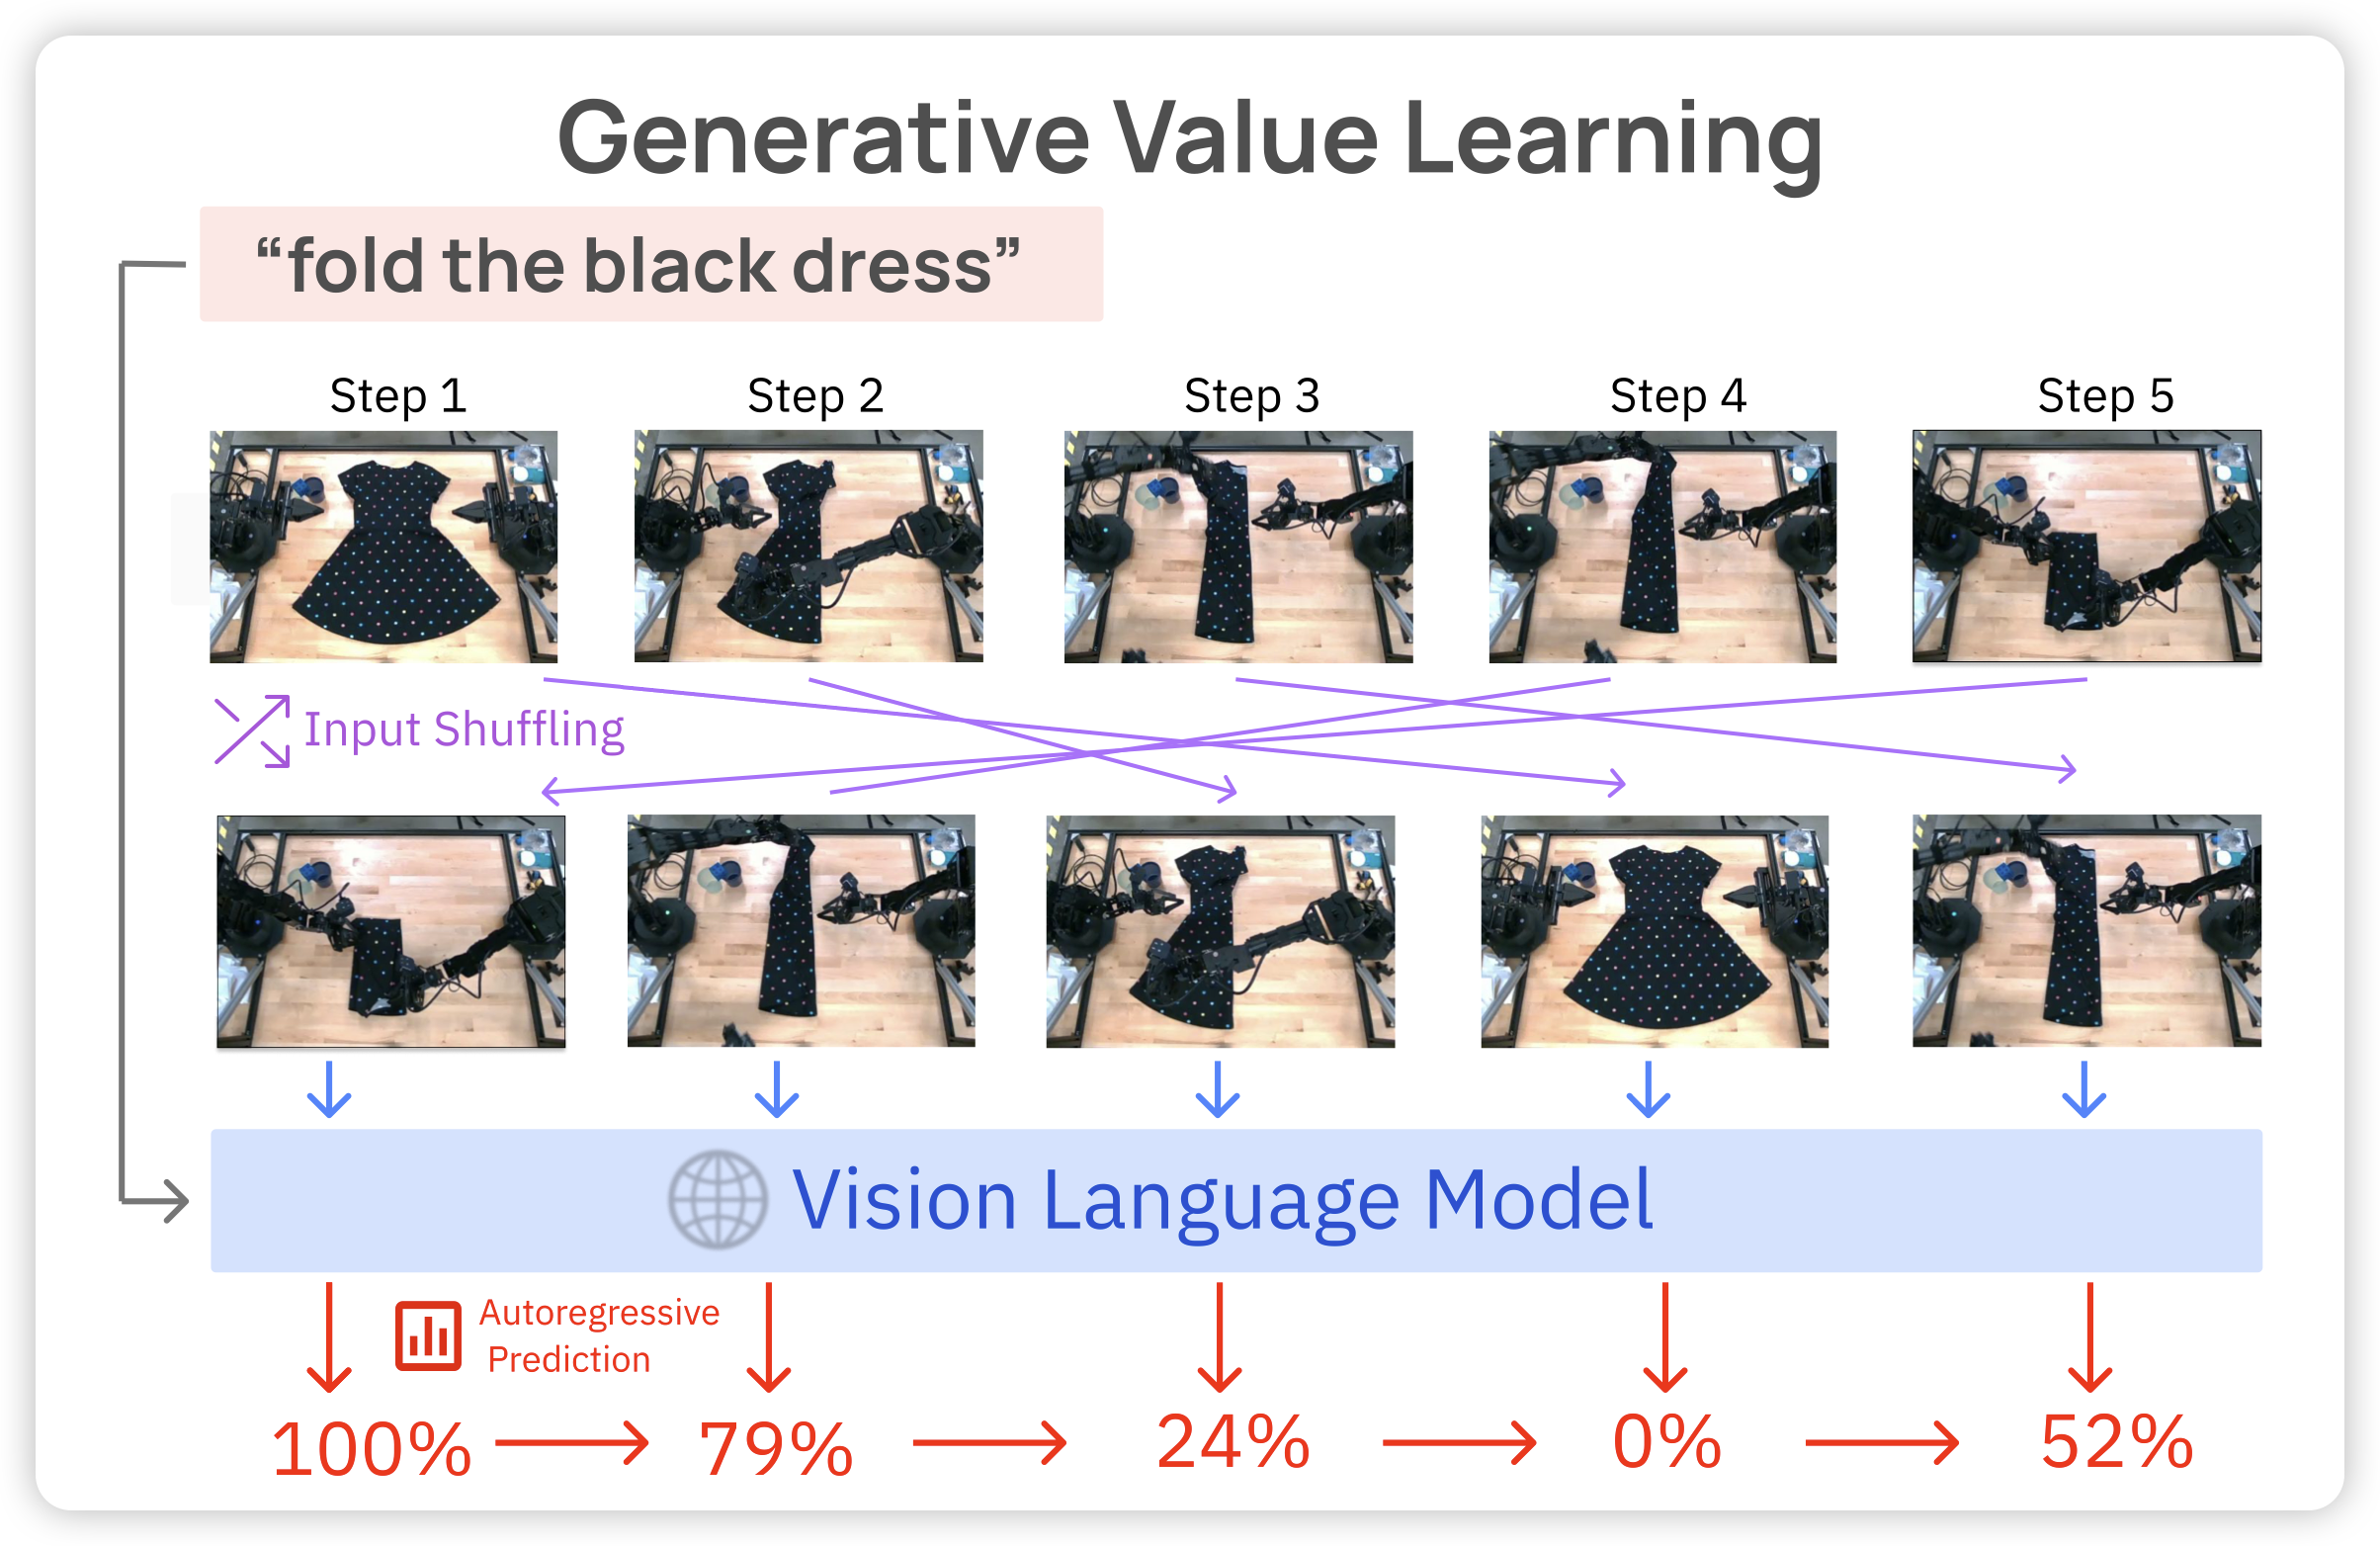 Generative Value Learning
“fold the black dress”
Step 1
Step 2
Step 3
Step 4
Step 5
Input Shuffling
Vision Language Model
Autoregressive
Prediction
100%
79%
24%
0%
52%